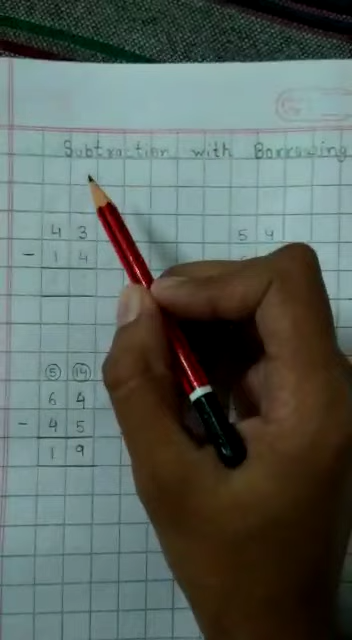 Subtraction with Borrowing
4 3
5 4
- 1 4
5 14
6 4
- 4 5
1 9